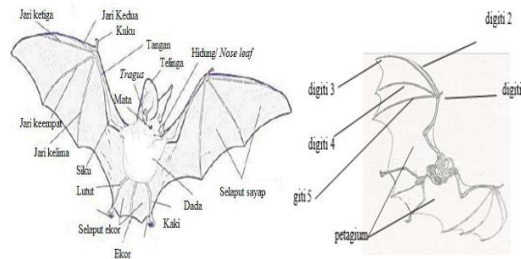 Jari ketiga
Jari Kedua
Kuku
Tangan
Hidung/ Nose leaf
Telinga
Tragus
Mata
Jari keempat
Jari kelima
Siku
Lutut
Selaput ekor
Ekor
Kaki
Dada
Selaput sayap
digiti 2
digiti 3
digiti
digiti 4
giti 5
petagium